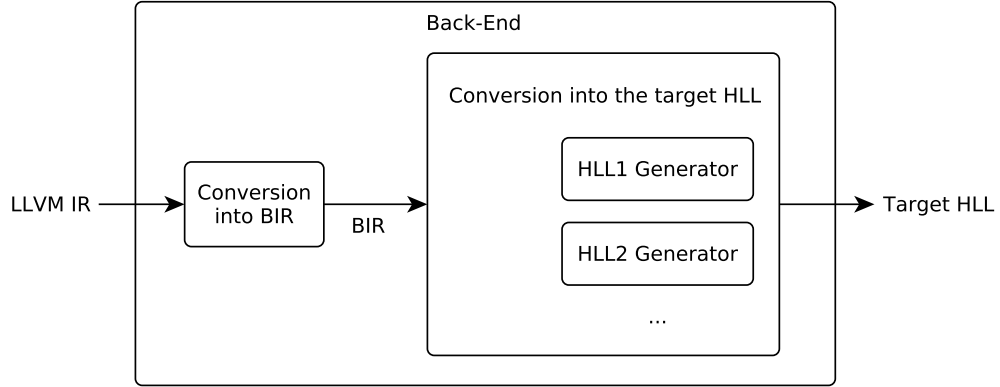 Back-End
Conversion into the target HLL
HLL1 Generator
LLVM IR
Conversion
into BIR
BIR
HLL2 Generator
...
Target HLL